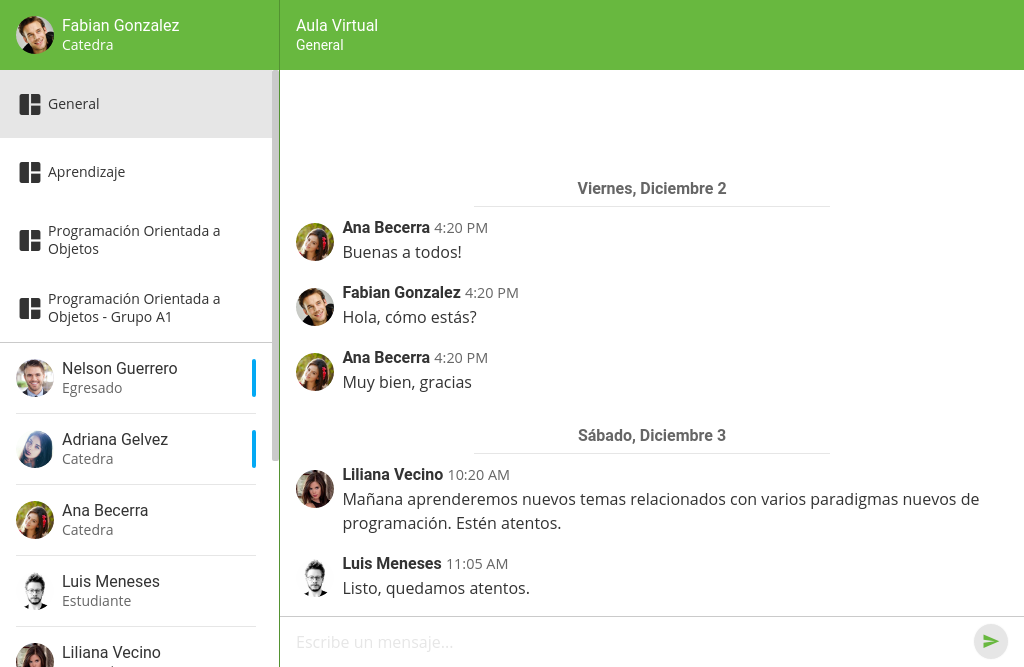 Fabian Gonzalez
Catedra
Aula Virtual
General
General
Aprendizaje
Programación Orientada a
Objetos
Programación Orientada a
Objetos - Grupo A1
Nelson Guerrero
Egresado
Adriana Gelvez
Catedra
Ana Becerra
Catedra
Luis Meneses
Estudiante
Liliana Vecino
Viernes, Diciembre 2
Ana Becerra 4:20 PM
Buenas a todos!
Fabian Gonzalez 4:20 PM
Hola, cómo estás?
Ana Becerra 4:20 PM
Muy bien, gracias
Sábado, Diciembre 3
Liliana Vecino 10:20 AM
Mañana aprenderemos nuevos temas relacionados con varios paradigmas nuevos de
programación. Estén atentos.
Luis Meneses 11:05 AM
Listo, quedamos atentos.
Escribe un mensaje...